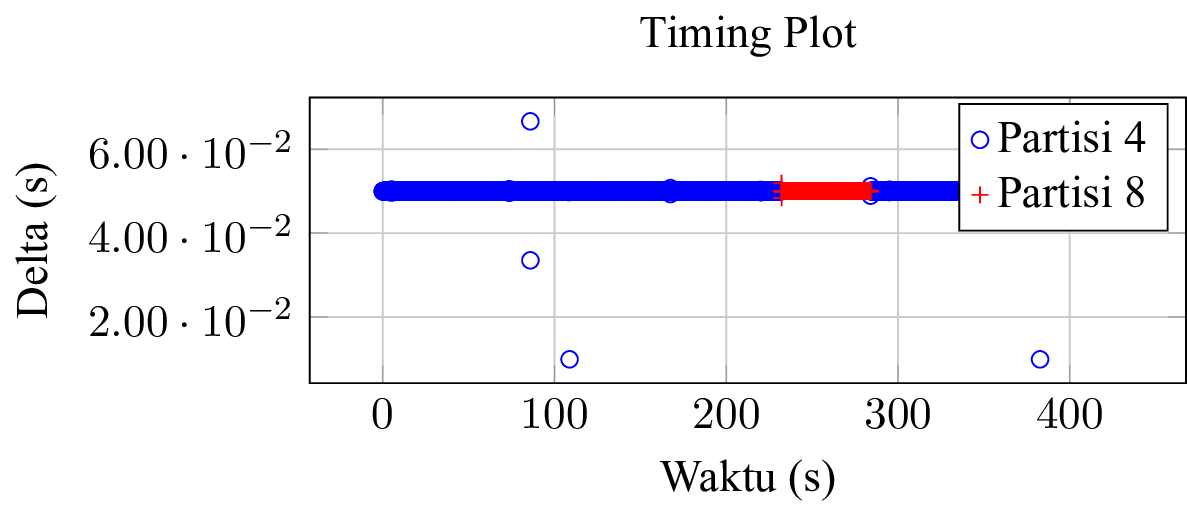 Timing Plot
Delta (s)
6.00 · 10⁻²
4.00 · 10⁻²
2.00 · 10⁻²
Partisi 4
Partisi 8
0 100 200 300 400
Waktu (s)